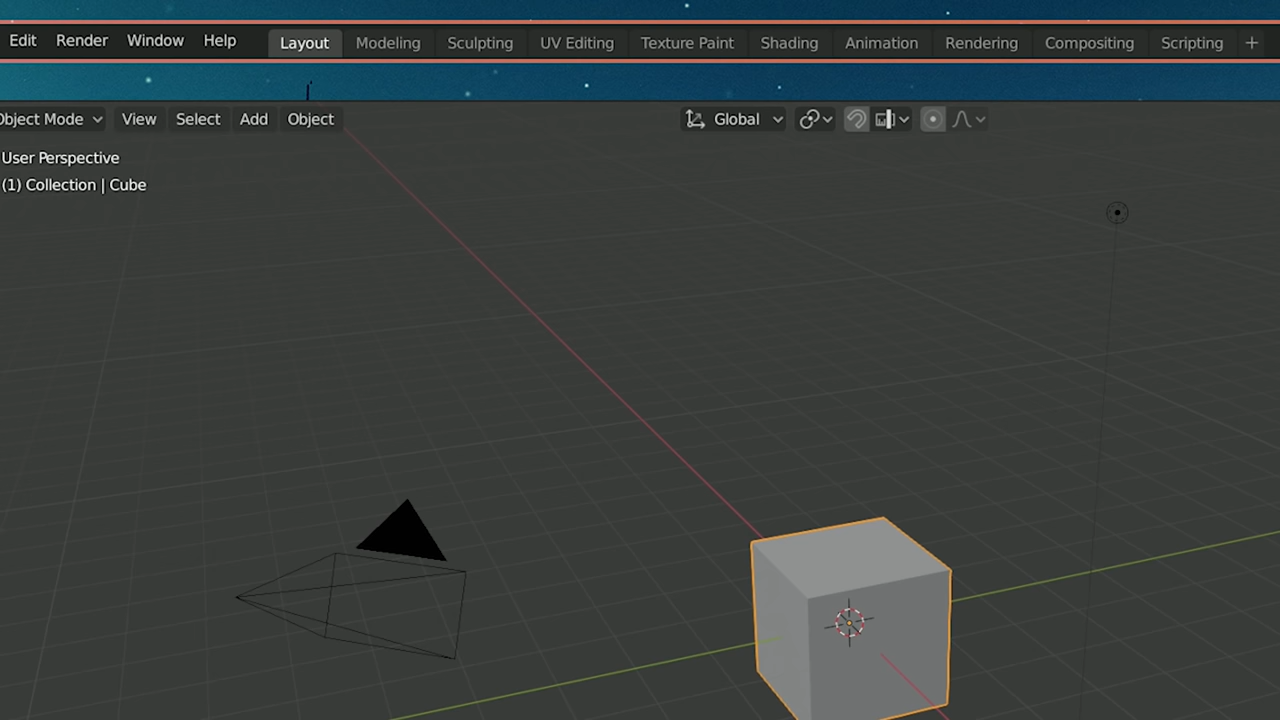 Edit Render Window Help Layout Modeling Sculpting UV Editing Texture Paint Shading Animation Rendering Compositing Scripting +
Object Mode View Select Add Object Global
User Perspective
(1) Collection | Cube